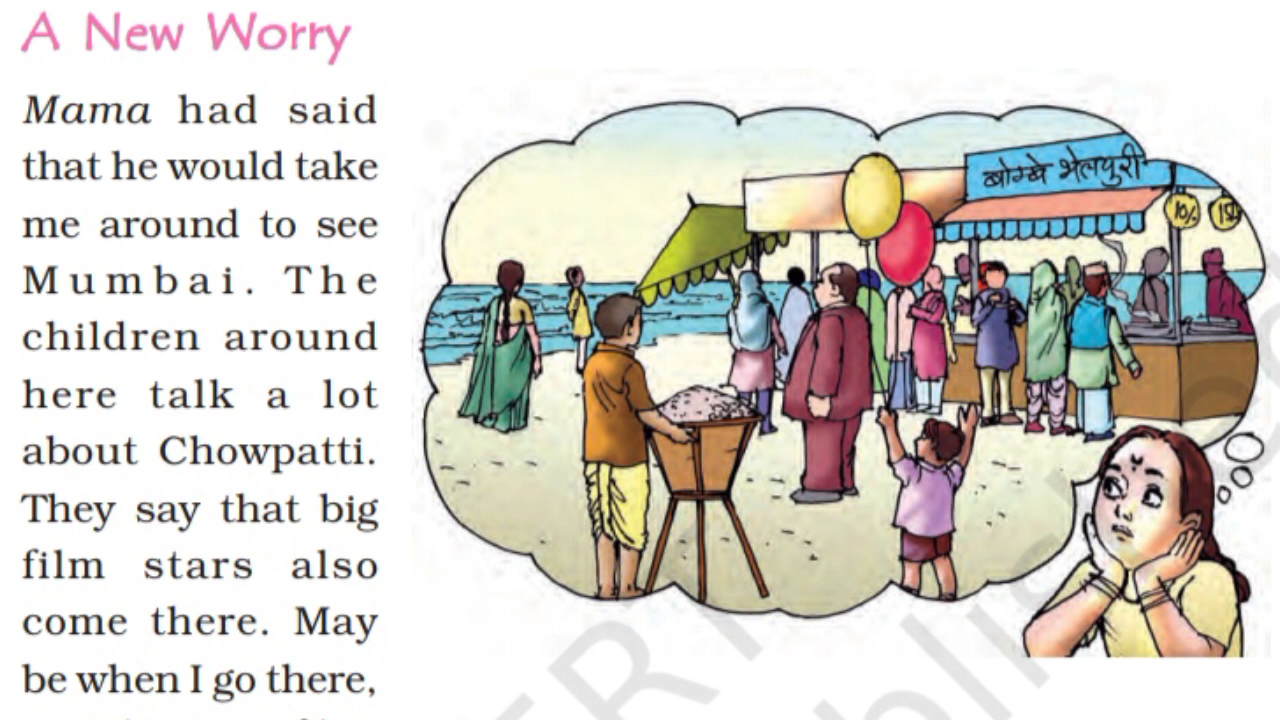 A New Worry
Mama had said
that he would take
me around to see
Mumbai. The
children around
here talk a lot
about Chowpatti.
They say that big
film stars also
come there. May
be when I go there,
बोम्बे भेलपुरी
10/-